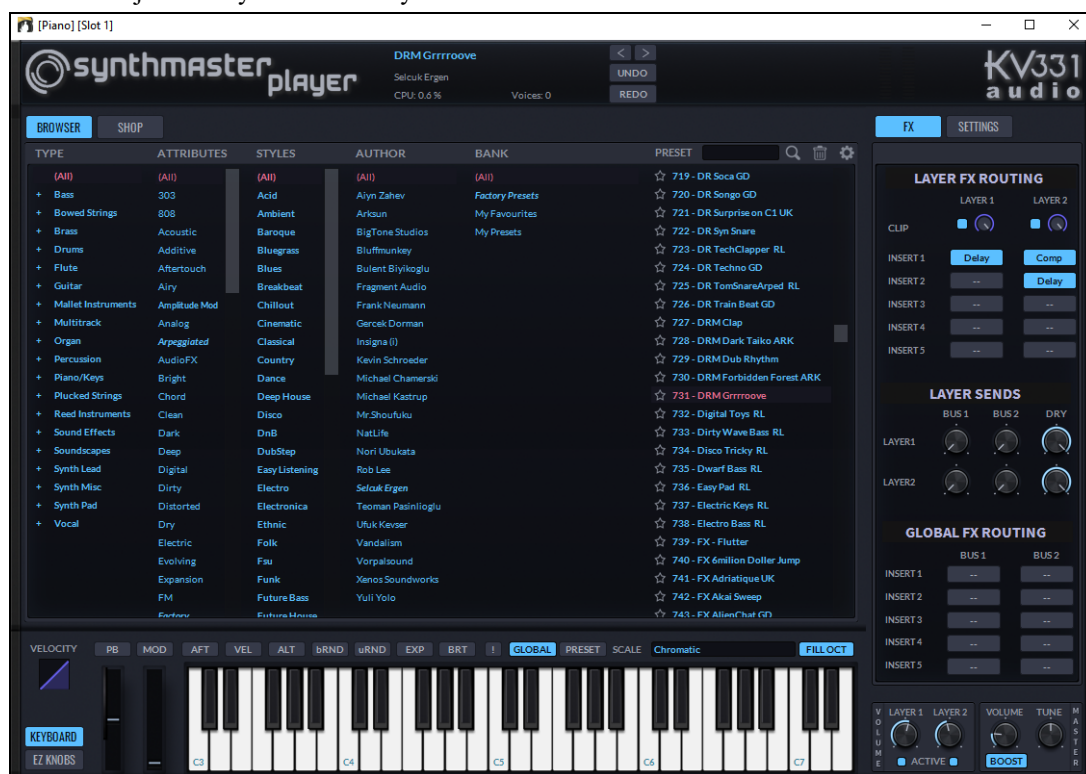 [Piano] [Slot 1]
synthmaster player
DRM Grrrroove
Selcuk Ergen
CPU: 0.6 %
Voices: 0
< >
UNDO
REDO
KV331
audio
BROWSER
SHOP
FX
SETTINGS
TYPE
(All)
+ Bass
+ Bowed Strings
+ Brass
+ Drums
+ Flute
+ Guitar
+ Mallet Instruments
+ Multitrack
+ Organ
+ Percussion
+ Piano/Keys
+ Plucked Strings
+ Reed Instruments
+ Sound Effects
+ Soundscapes
+ Synth Lead
+ Synth Misc
+ Synth Pad
+ Vocal
ATTRIBUTES
(All)
303
808
Acoustic
Additive
Aftertouch
Airy
Amplitude Mod
Analog
Arpeggiated
AudioFX
Bright
Chord
Clean
Dark
Deep
Digital
Dirty
Distorted
Dry
Electric
Evolving
Expansion
FM
Factory
STYLES
(All)
Acid
Ambient
Baroque
Bluegrass
Blues
Breakbeat
Chillout
Cinematic
Classical
Country
Dance
Deep House
Disco
DnB
DubStep
Easy Listening
Electro
Electronica
Ethnic
Folk
Fsu
Funk
Future Bass
Future House
AUTHOR
(All)
Aiyn Zahev
Arksun
BigTone Studios
Bluffmunkey
Bulent Biyikoglu
Fragment Audio
Frank Neumann
Gercek Dorman
Insigna (i)
Kevin Schroeder
Michael Chamerski
Michael Kastrup
Mr.Shoufuku
NatLife
Nori Ubukata
Rob Lee
Selcuk Ergen
Teoman Pasinlioglu
Ufuk Kevser
Vandalism
Vorpalsound
Xenos Soundworks
Yuli Yolo
BANK
(All)
Factory Presets
My Favourites
My Presets
PRESET
719 - DR Soca GD
720 - DR Songo GD
721 - DR Surprise on C1 UK
722 - DR Syn Snare
723 - DR TechClapper RL
724 - DR Techno GD
725 - DR TomSnareArped RL
726 - DR Train Beat GD
727 - DRM Clap
728 - DRM Dark Taiko ARK
729 - DRM Dub Rhythm
730 - DRM Forbidden Forest ARK
731 - DRM Grrrroove
732 - Digital Toys RL
733 - Dirty Wave Bass RL
734 - Disco Tricky RL
735 - Dwarf Bass RL
736 - Easy Pad RL
737 - Electric Keys RL
738 - Electro Bass RL
739 - FX - Flutter
740 - FX 6milion Doller Jump
741 - FX Adriatique UK
742 - FX Akai Sweep
743 - FX AlienChat GD
LAYER FX ROUTING
LAYER 1 LAYER 2
CLIP
INSERT 1 Delay Comp
INSERT 2 -- Delay
INSERT 3 -- --
INSERT 4 -- --
INSERT 5 -- --
LAYER SENDS
BUS 1 BUS 2 DRY
LAYER1
LAYER2
GLOBAL FX ROUTING
BUS 1 BUS 2
INSERT 1 -- --
INSERT 2 -- --
INSERT 3 -- --
INSERT 4 -- --
INSERT 5 -- --
VELOCITY PB MOD AFT VEL ALT bRND uRND EXP BRT ! GLOBAL PRESET SCALE Chromatic FILL OCT
KEYBOARD
EZ KNOBS
C3 C4 C5 C6 C7
VOLUME
LAYER 1 LAYER 2
ACTIVE
VOLUME TUNE
BOOST
MASTER